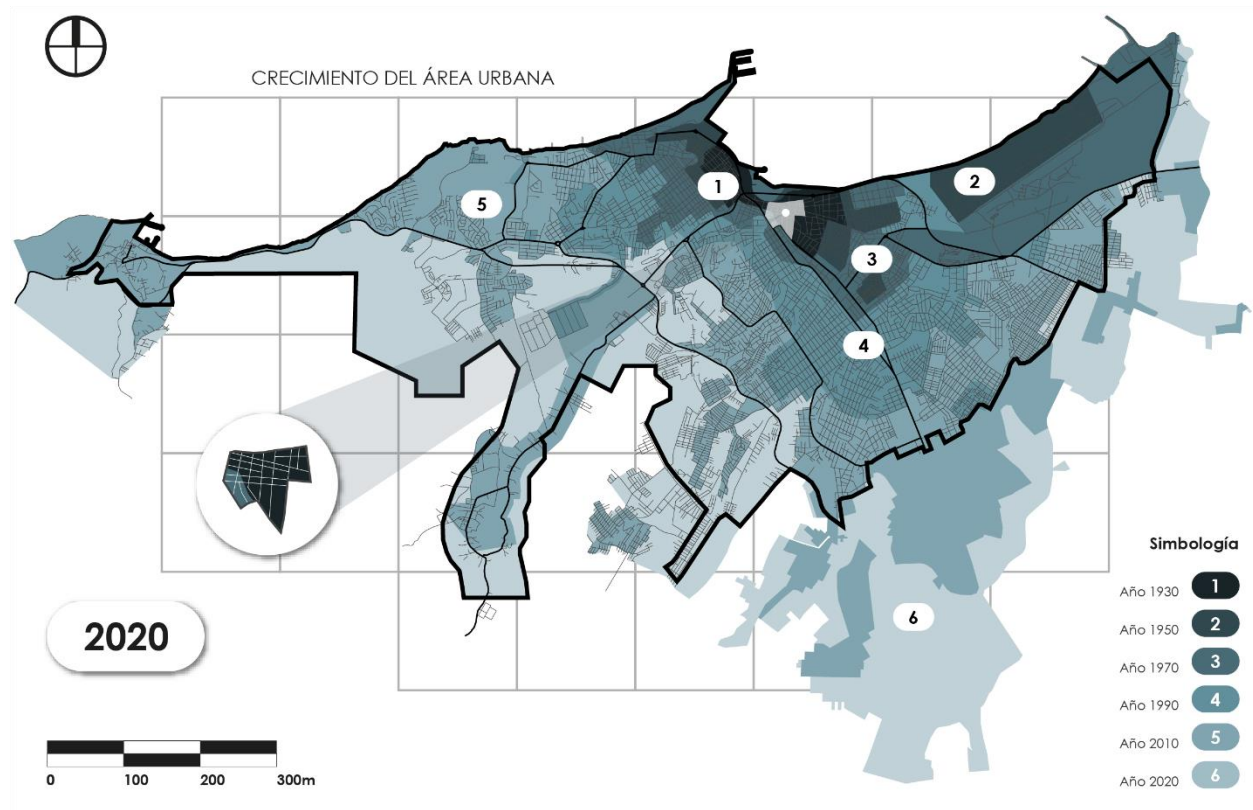 CRECIMIENTO DEL ÁREA URBANA
1
2
5
3
4
6
2020
0 100 200 300m
Simbología
Año 1930 1
Año 1950 2
Año 1970 3
Año 1990 4
Año 2010 5
Año 2020 6